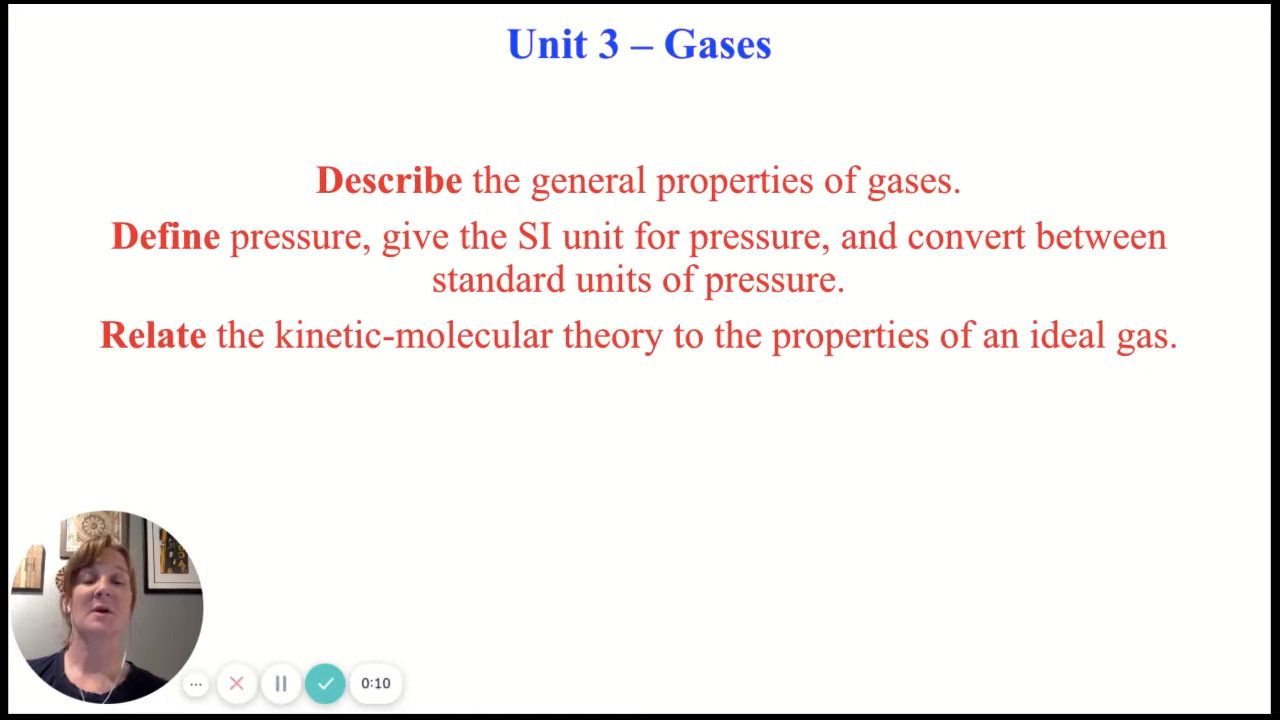 Unit 3 – Gases
Describe the general properties of gases.
Define pressure, give the SI unit for pressure, and convert between
standard units of pressure.
Relate the kinetic-molecular theory to the properties of an ideal gas.
0:10